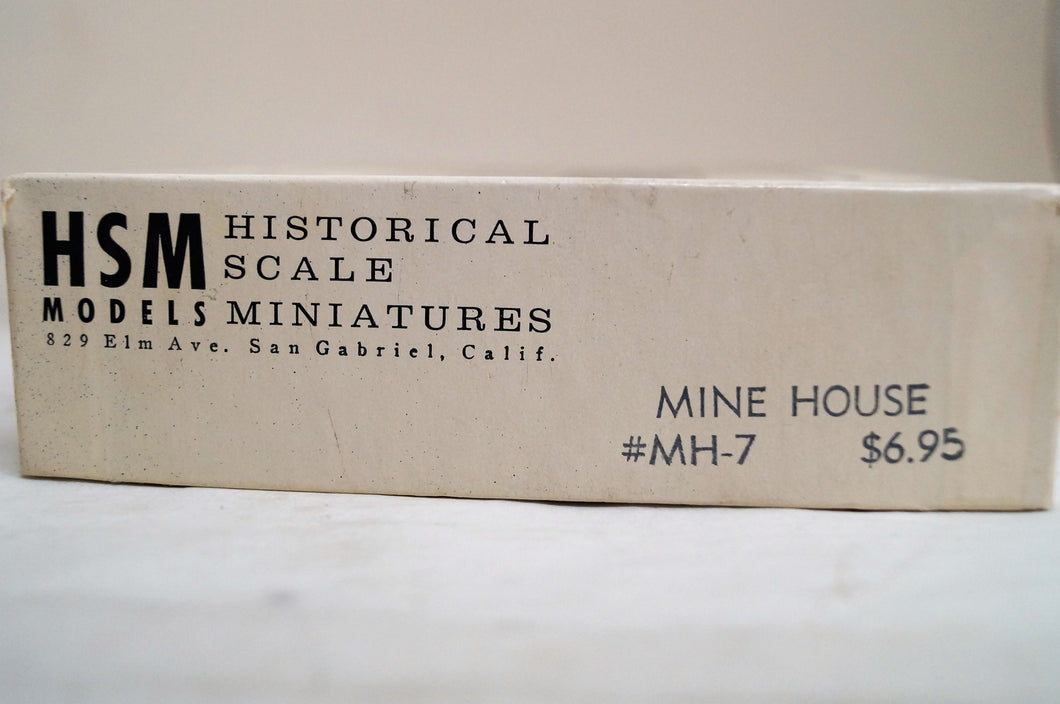 HSM HISTORICAL
SCALE
MODELS MINIATURES
829 Elm Ave. San Gabriel, Calif.
MINE HOUSE
#MH-7 $6.95